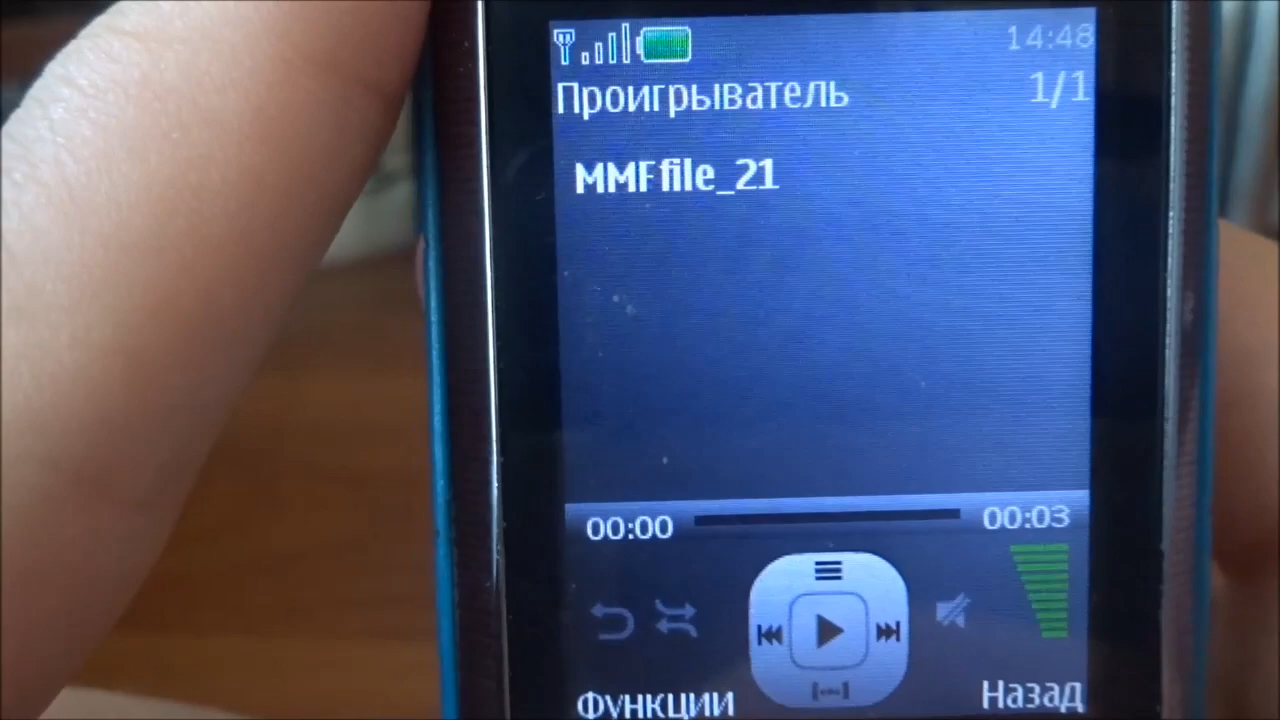 14:48
Проигрыватель 1/1
MMFfile_21
00:00 00:03
Функции Назад